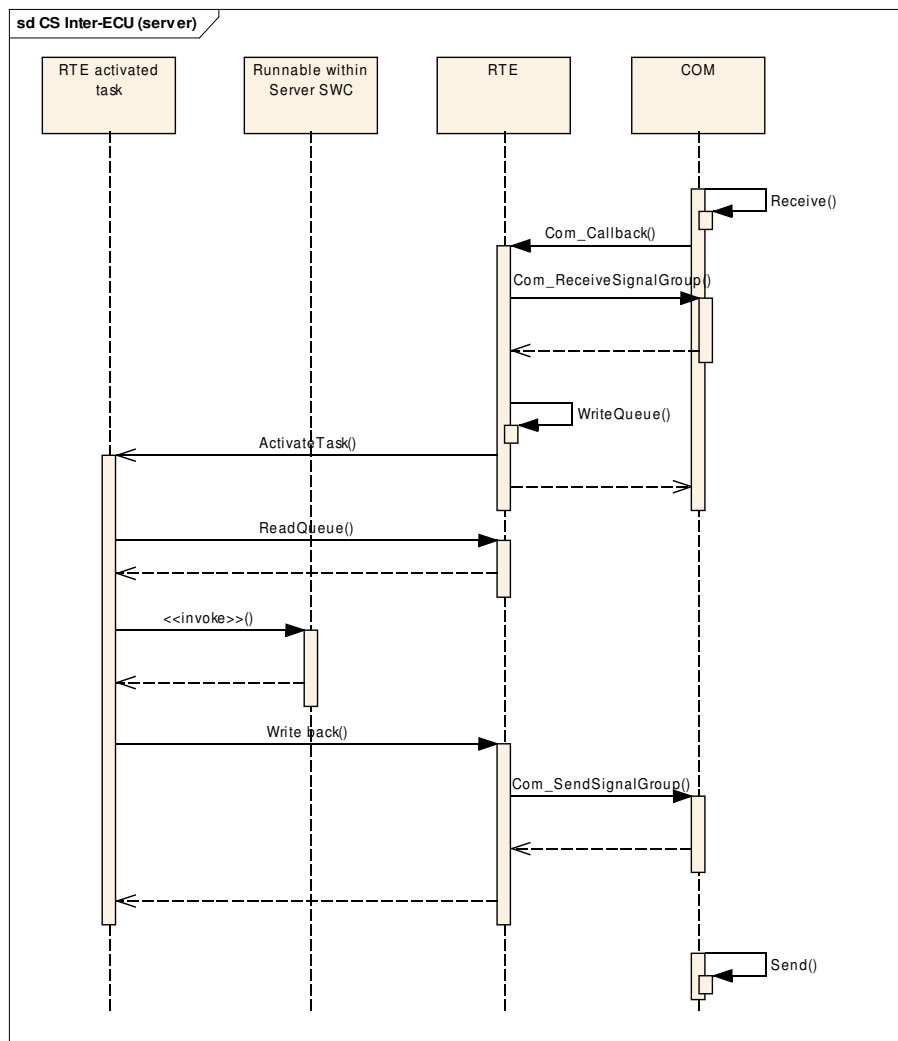 sd CS Inter-ECU (server)
RTE activated
task
Runnable within
Server SWC
RTE
COM
Receive()
Com_Callback()
Com_ReceiveSignalGroup()
WriteQueue()
ActivateTask()
ReadQueue()
<<invoke>>()
Write back()
Com_SendSignalGroup()
Send()